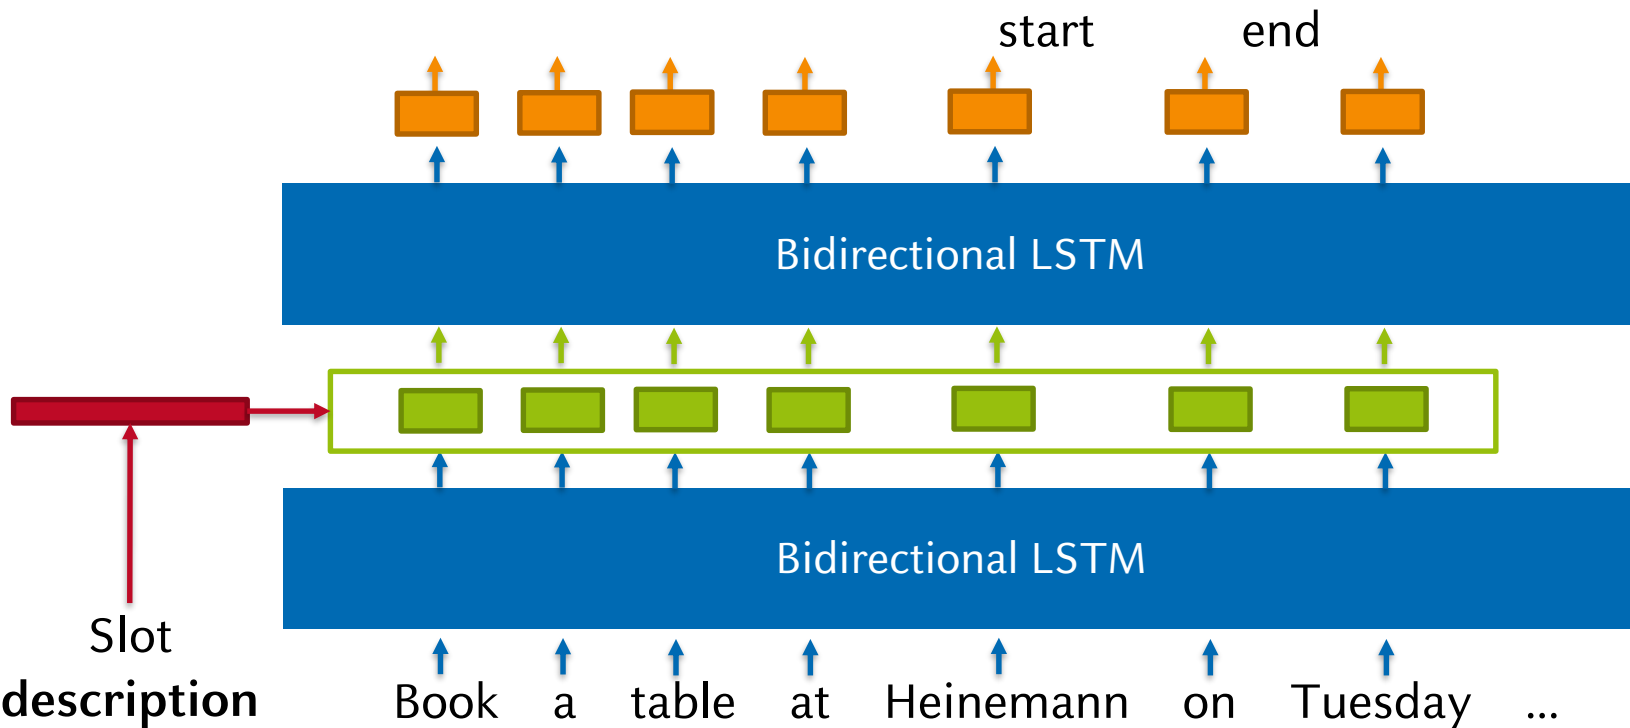 start end
Bidirectional LSTM
Bidirectional LSTM
Slot
description
Book a table at Heinemann on Tuesday ...